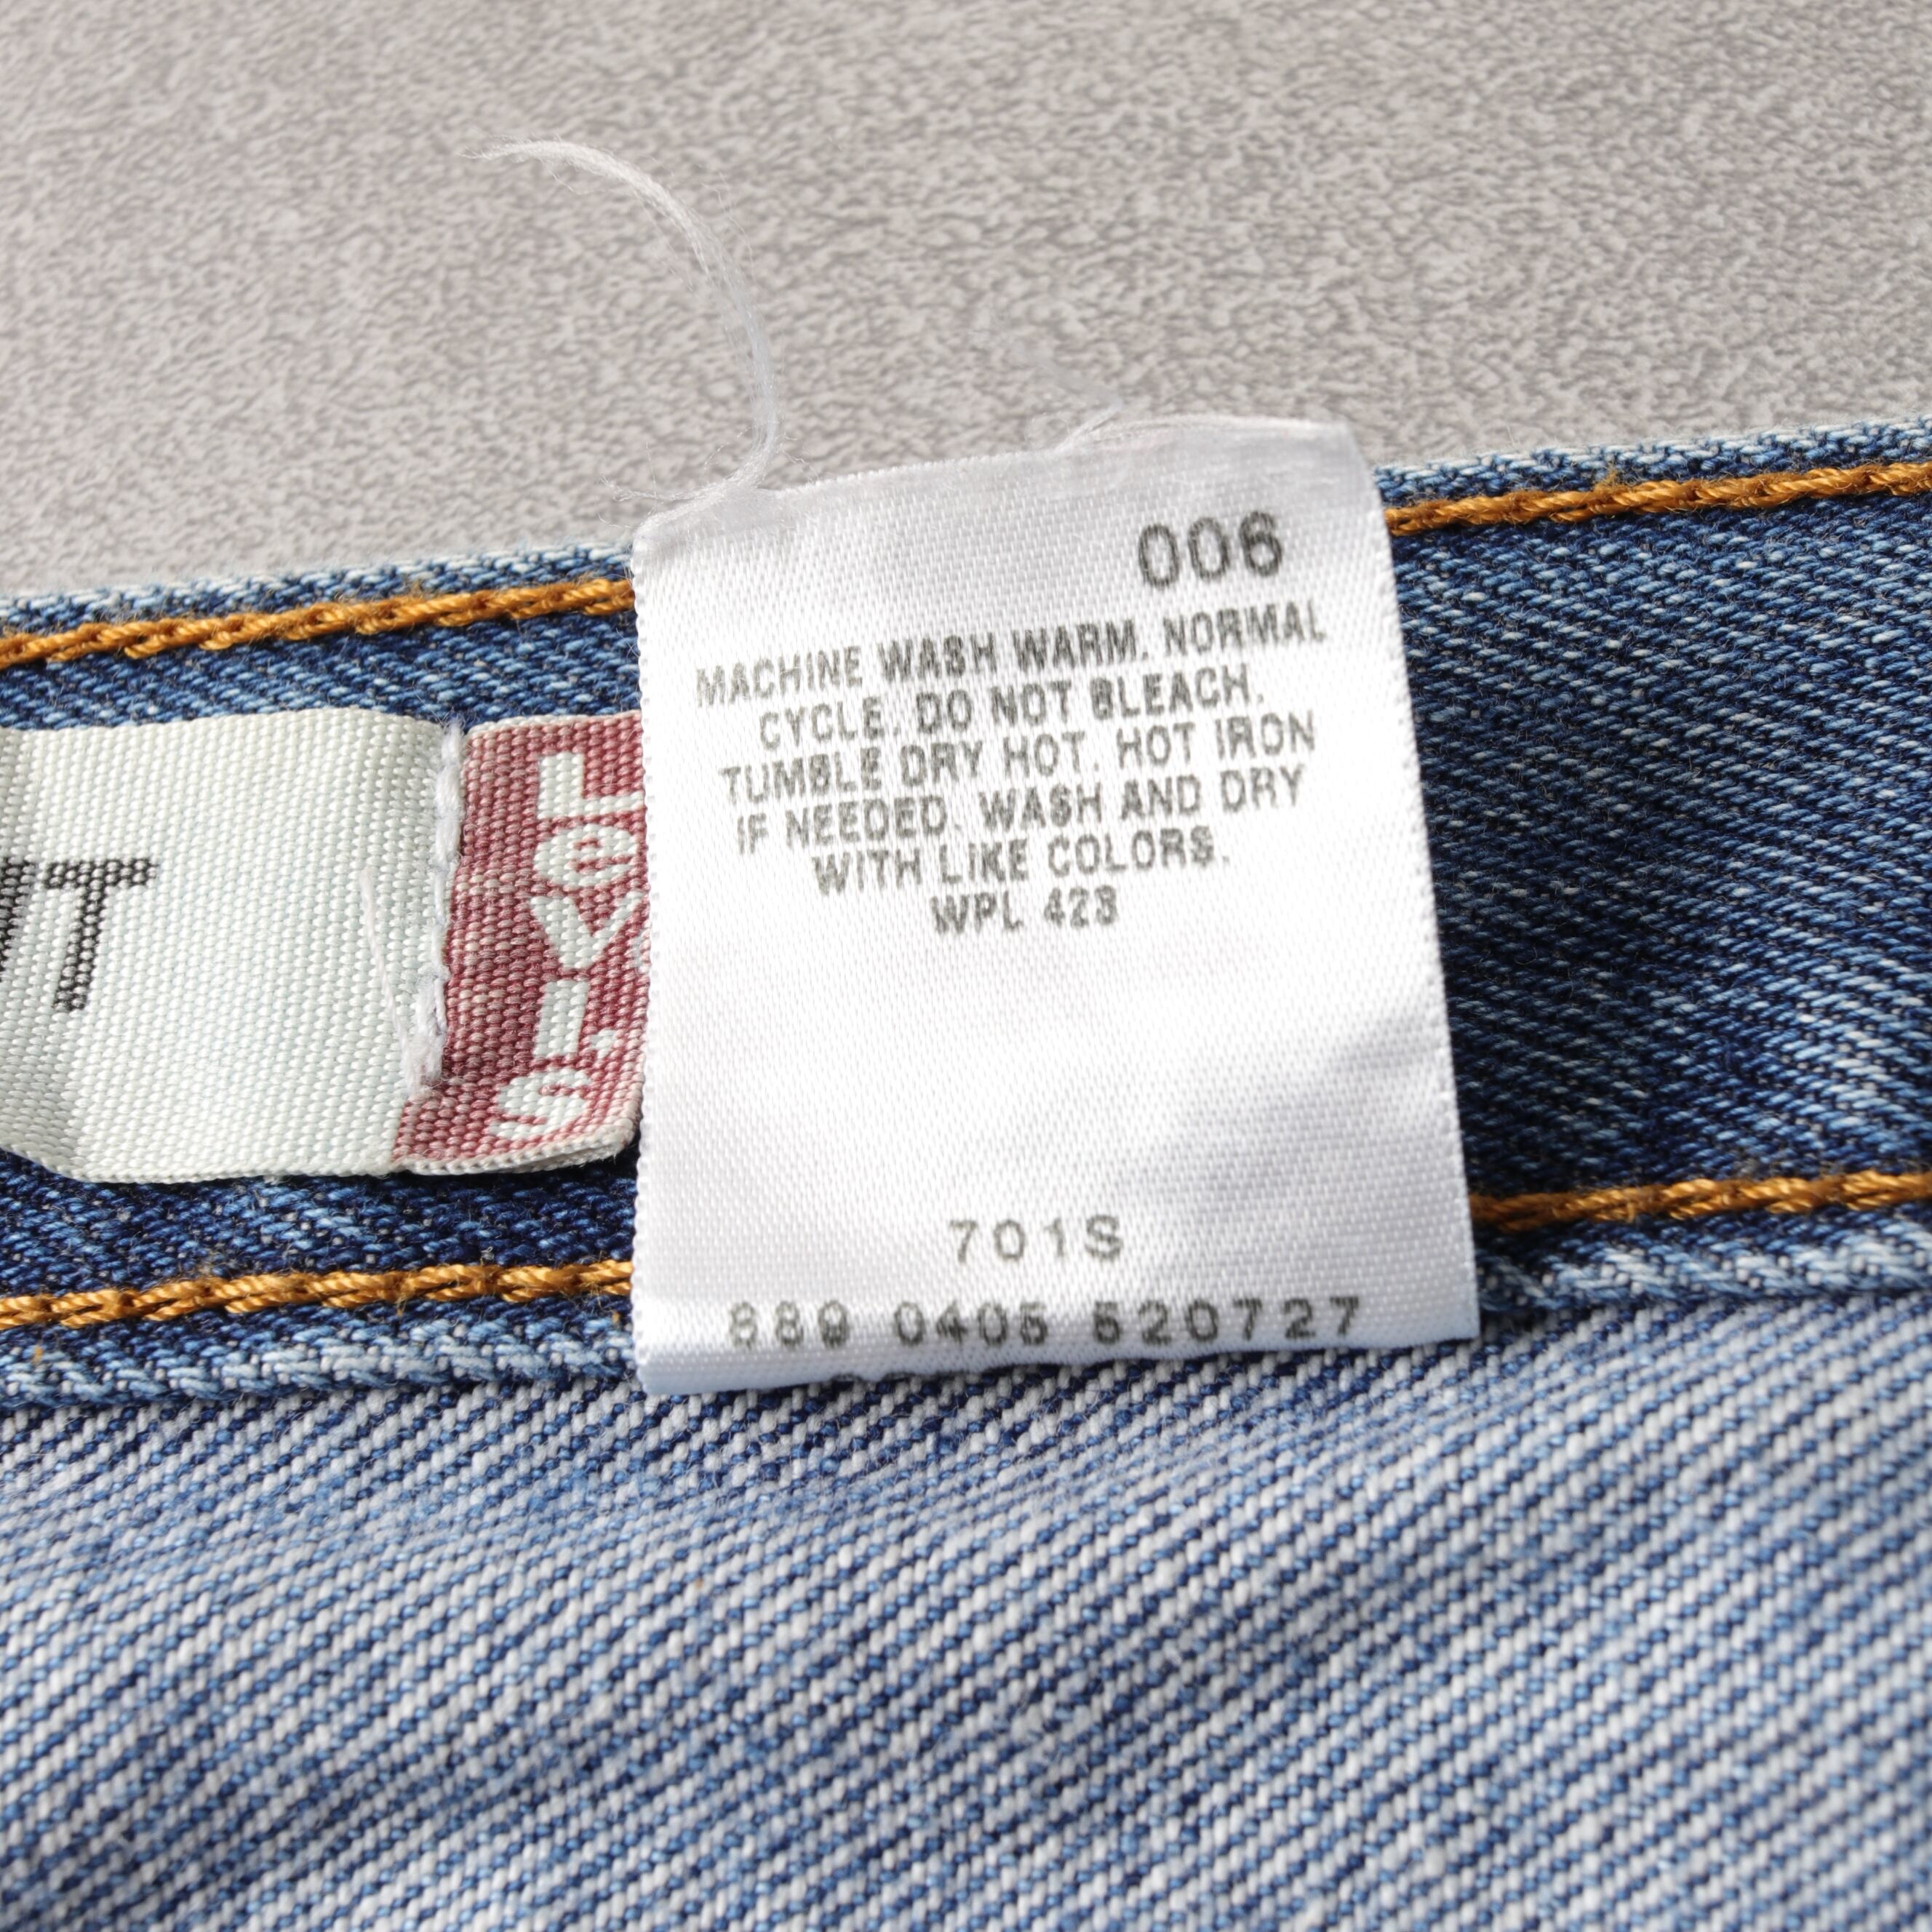 006
MACHINE WASH WARM. NORMAL
CYCLE. DO NOT BLEACH.
TUMBLE DRY HOT. HOT IRON
IF NEEDED. WASH AND DRY
WITH LIKE COLORS.
WPL 423
701S
889 0405 520727
LEVI'S